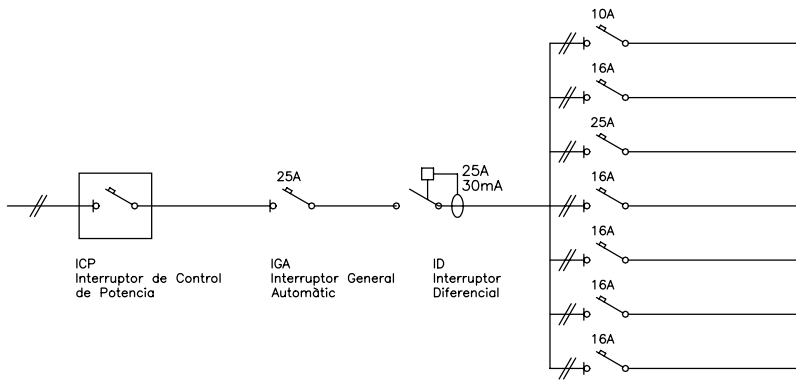 10A
16A
25A
16A
16A
16A
16A
25A
25A
30mA
ICP
Interruptor de Control
de Potencia
IGA
Interruptor General
Automàtic
ID
Interruptor
Diferencial